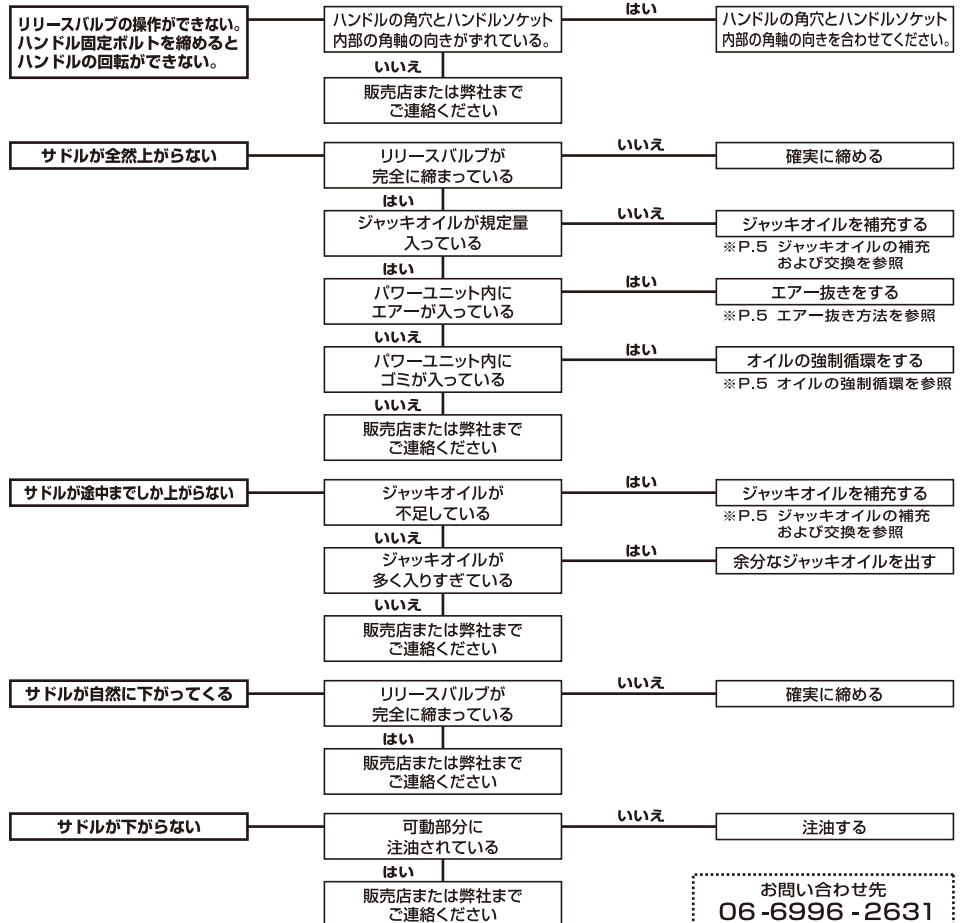 リリースバルブの操作ができない。
ハンドル固定ボルトを締めると
ハンドルの回転ができない。
ハンドルの角穴とハンドルソケット
内部の角軸の向きがずれている。
はい
ハンドルの角穴とハンドルソケット
内部の角軸の向きを合わせてください。
いいえ
販売店または弊社まで
ご連絡ください
サドルが全然上がらない
リリースバルブが
完全に締まっている
いいえ
確実に締める
はい
ジャッキオイルが規定量
入っている
いいえ
ジャッキオイルを補充する
※P.5 ジャッキオイルの補充
および交換を参照
はい
パワーユニット内に
エアーが入っている
はい
エアー抜きをする
※P.5 エアー抜き方法を参照
いいえ
パワーユニット内に
ゴミが入っている
はい
オイルの強制循環をする
※P.5 オイルの強制循環を参照
いいえ
販売店または弊社まで
ご連絡ください
サドルが途中までしか上がらない
ジャッキオイルが
不足している
はい
ジャッキオイルを補充する
※P.5 ジャッキオイルの補充
および交換を参照
いいえ
ジャッキオイルが
多く入りすぎている
はい
余分なジャッキオイルを出す
いいえ
販売店または弊社まで
ご連絡ください
サドルが自然に下がってくる
リリースバルブが
完全に締まっている
いいえ
確実に締める
はい
販売店または弊社まで
ご連絡ください
サドルが下がらない
可動部分に
注油されている
いいえ
注油する
はい
販売店または弊社まで
ご連絡ください
お問い合わせ先
06-6996-2631